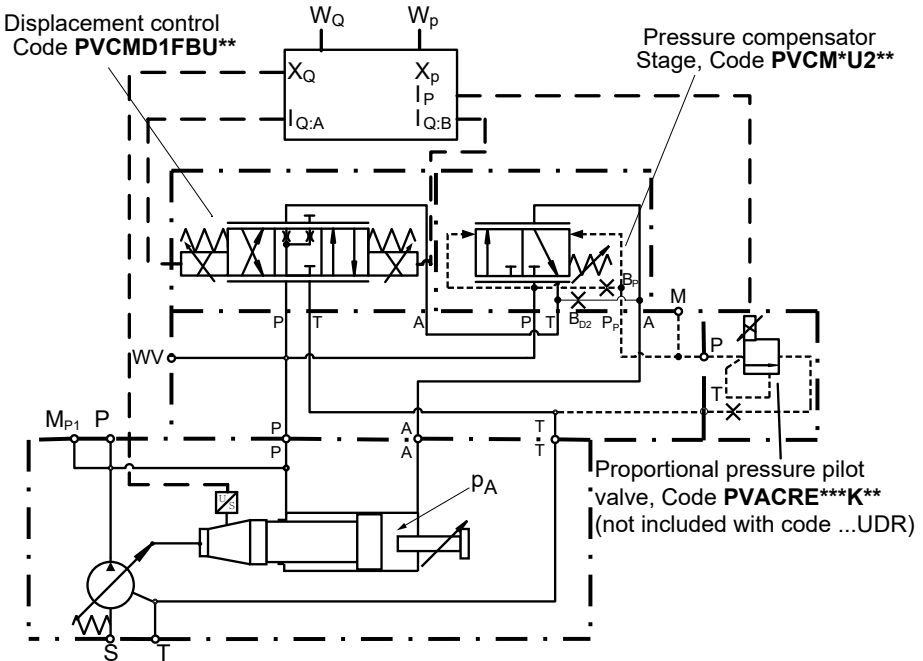 W_Q W_p
Displacement control
Code PVCMD1FBU**
Pressure compensator
Stage, Code PVCM*U2**
X_Q X_p
I_P
I_Q:A I_Q:B
B_P
M
P T A P T B_D2 P_P A
P
WV
T
M_P1 P P A T
P A T
Proportional pressure pilot
valve, Code PVACRE***K**
(not included with code ...UDR)
p_A
U
S
S T